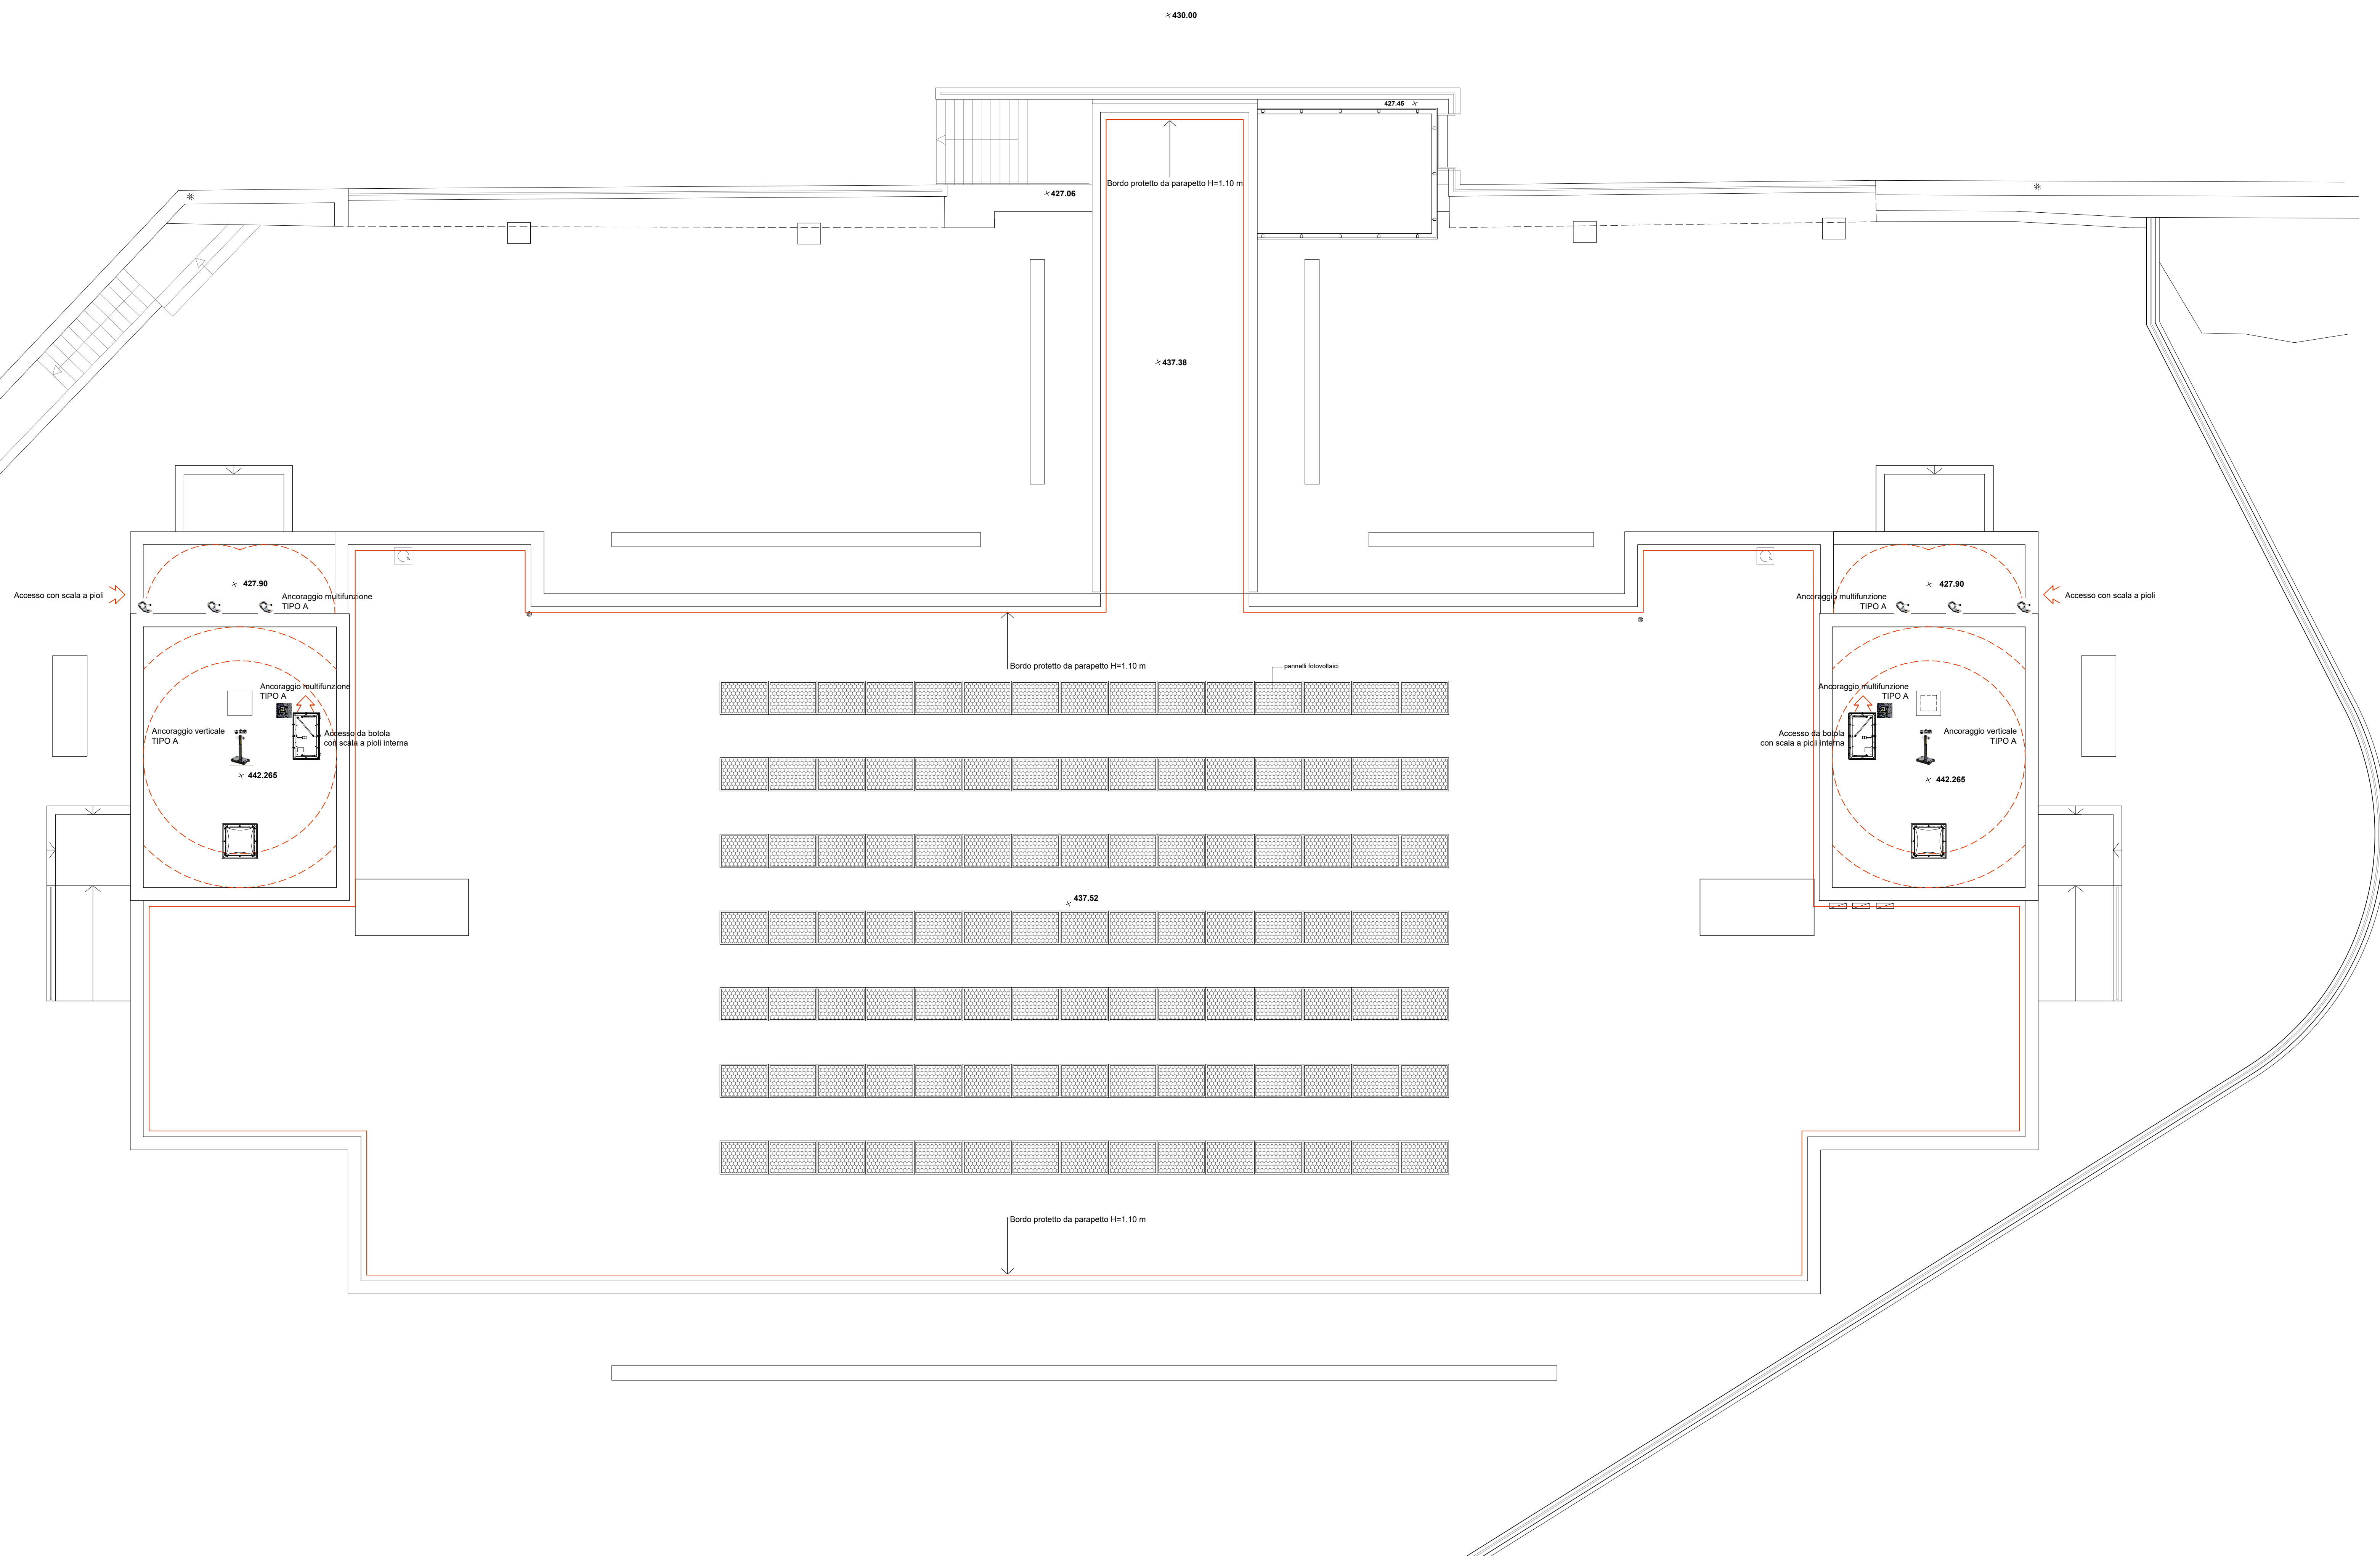 430.00
427.45
Bordo protetto da parapetto H=1.10 m
427.06
437.38
427.90
427.90
Accesso con scala a pioli
Ancoraggio multifunzione
TIPO A
Ancoraggio multifunzione
TIPO A
Accesso con scala a pioli
Bordo protetto da parapetto H=1.10 m
pannelli fotovoltaici
Ancoraggio multifunzione
TIPO A
Ancoraggio multifunzione
TIPO A
Ancoraggio verticale
TIPO A
Accesso da botola
con scala a pioli interna
Accesso da botola
con scala a pioli interna
Ancoraggio verticale
TIPO A
442.265
442.265
437.52
Bordo protetto da parapetto H=1.10 m